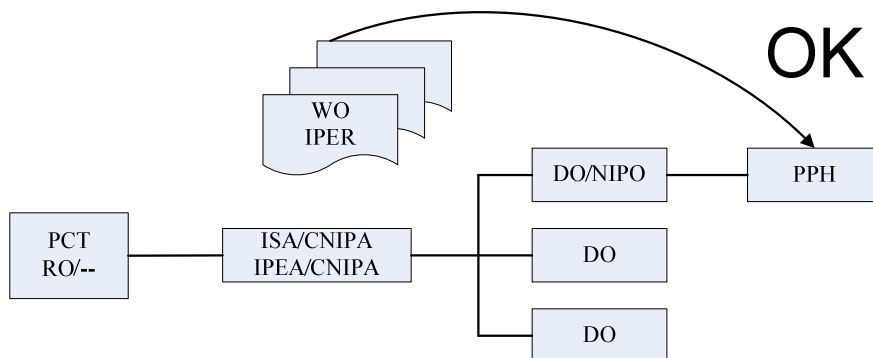 OK
WO
IPER
DO/NIPO
PPH
PCT
RO/--
ISA/CNIPA
IPEA/CNIPA
DO
DO